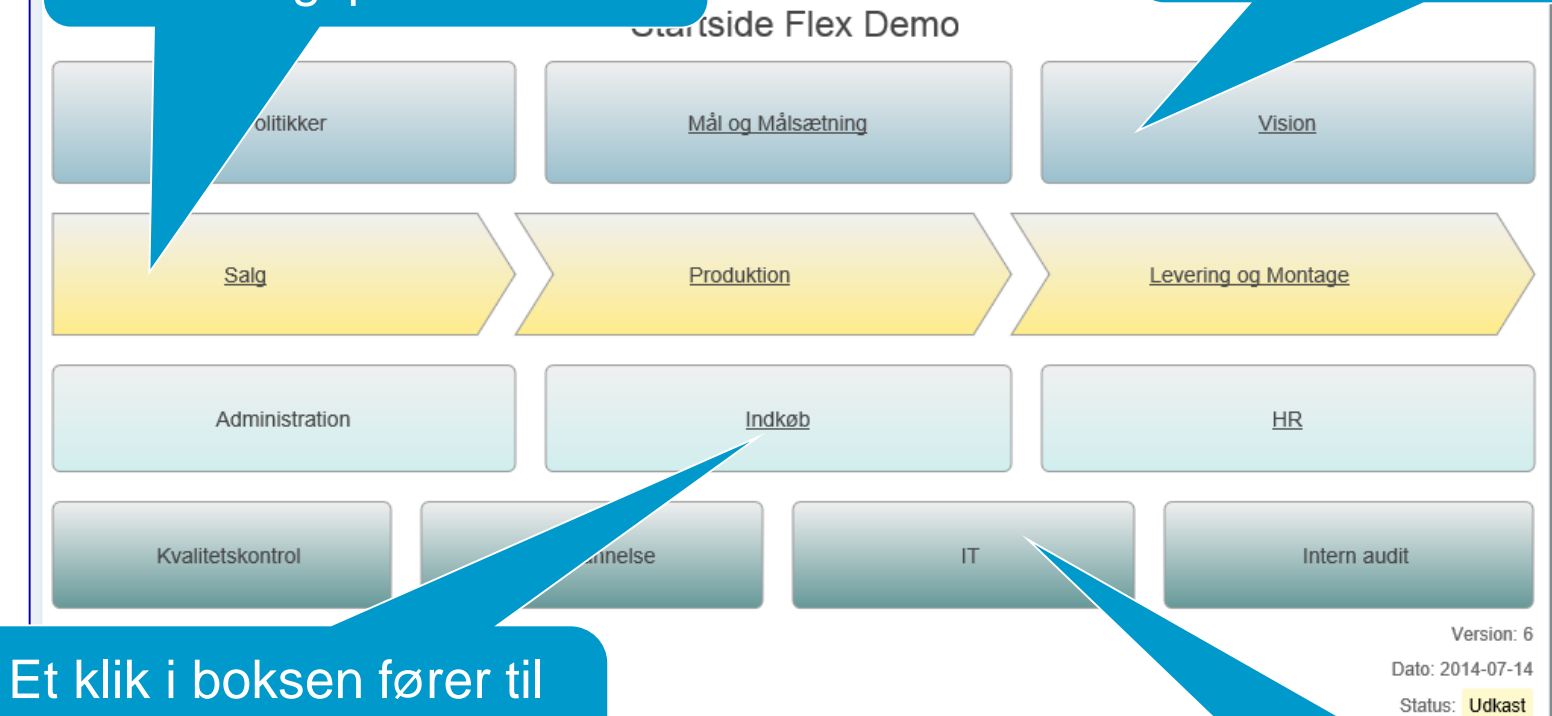 Startside Flex Demo
olitikker
Mål og Målsætning
Vision
Salg
Produktion
Levering og Montage
Administration
Indkøb
HR
Kvalitetskontrol
IT
Intern audit
Version: 6
Dato: 2014-07-14
Status: Udkast
Et klik i boksen fører til